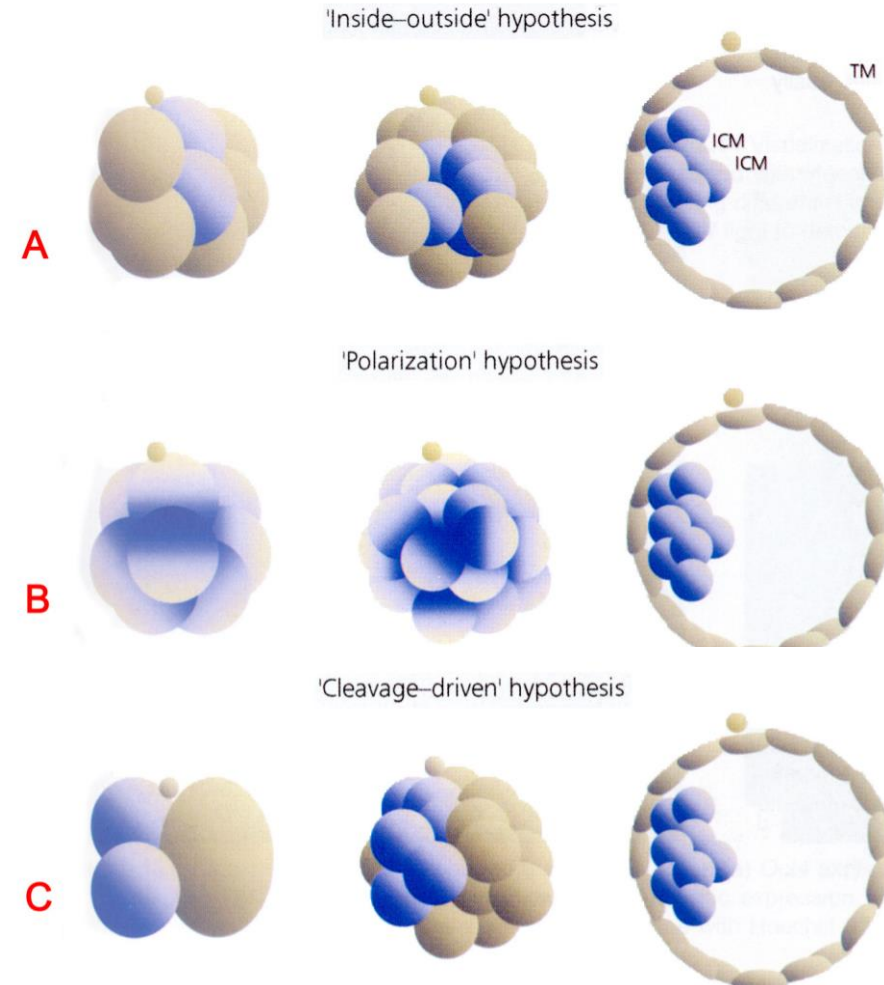 'Inside–outside' hypothesis
TM
ICM
ICM
A
'Polarization' hypothesis
B
'Cleavage–driven' hypothesis
C